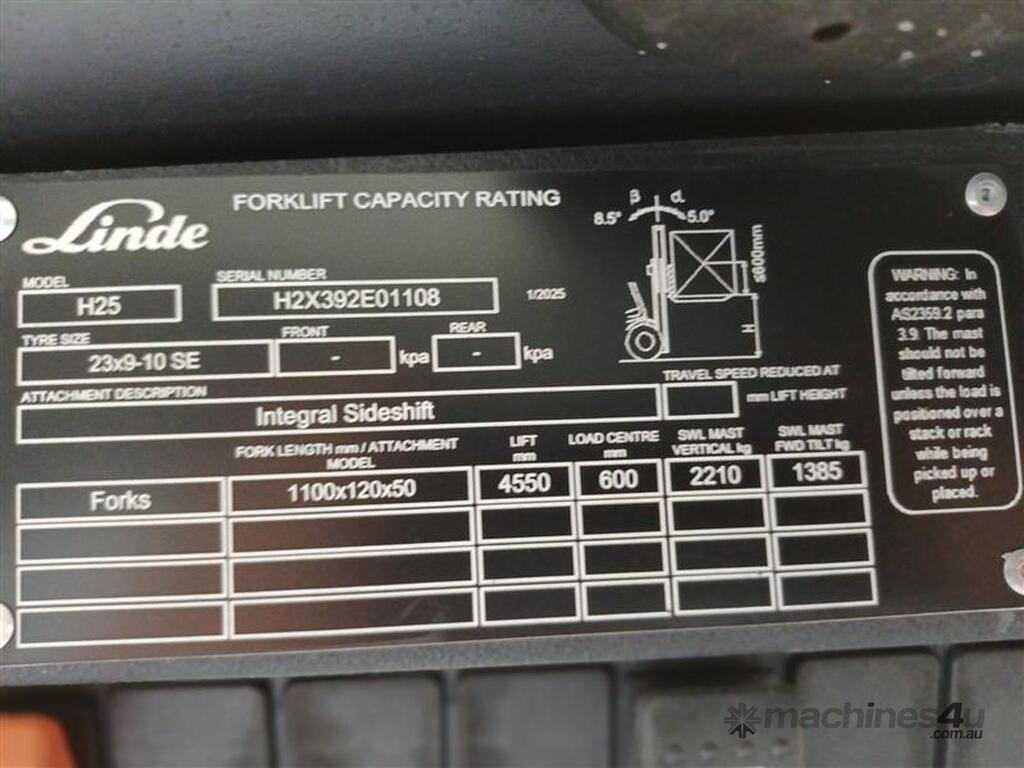 Linde
FORKLIFT CAPACITY RATING
β α
8.5° 5.0°
≤600mm
H
MODEL
H25
SERIAL NUMBER
H2X392E01108
1/2025
TYRE SIZE
23x9-10 SE
FRONT
- kpa
REAR
- kpa
ATTACHMENT DESCRIPTION
Integral Sideshift
TRAVEL SPEED REDUCED AT
mm LIFT HEIGHT
FORK LENGTH mm / ATTACHMENT
MODEL
LIFT
mm
LOAD CENTRE
mm
SWL MAST
VERTICAL kg
SWL MAST
FWD TILT kg
Forks 1100x120x50 4550 600 2210 1385
WARNING: In
accordance with
AS2359.2 para
3.9. The mast
should not be
tilted forward
unless the load is
positioned over a
stack or rack
while being
picked up or
placed.
machines4u
.com.au